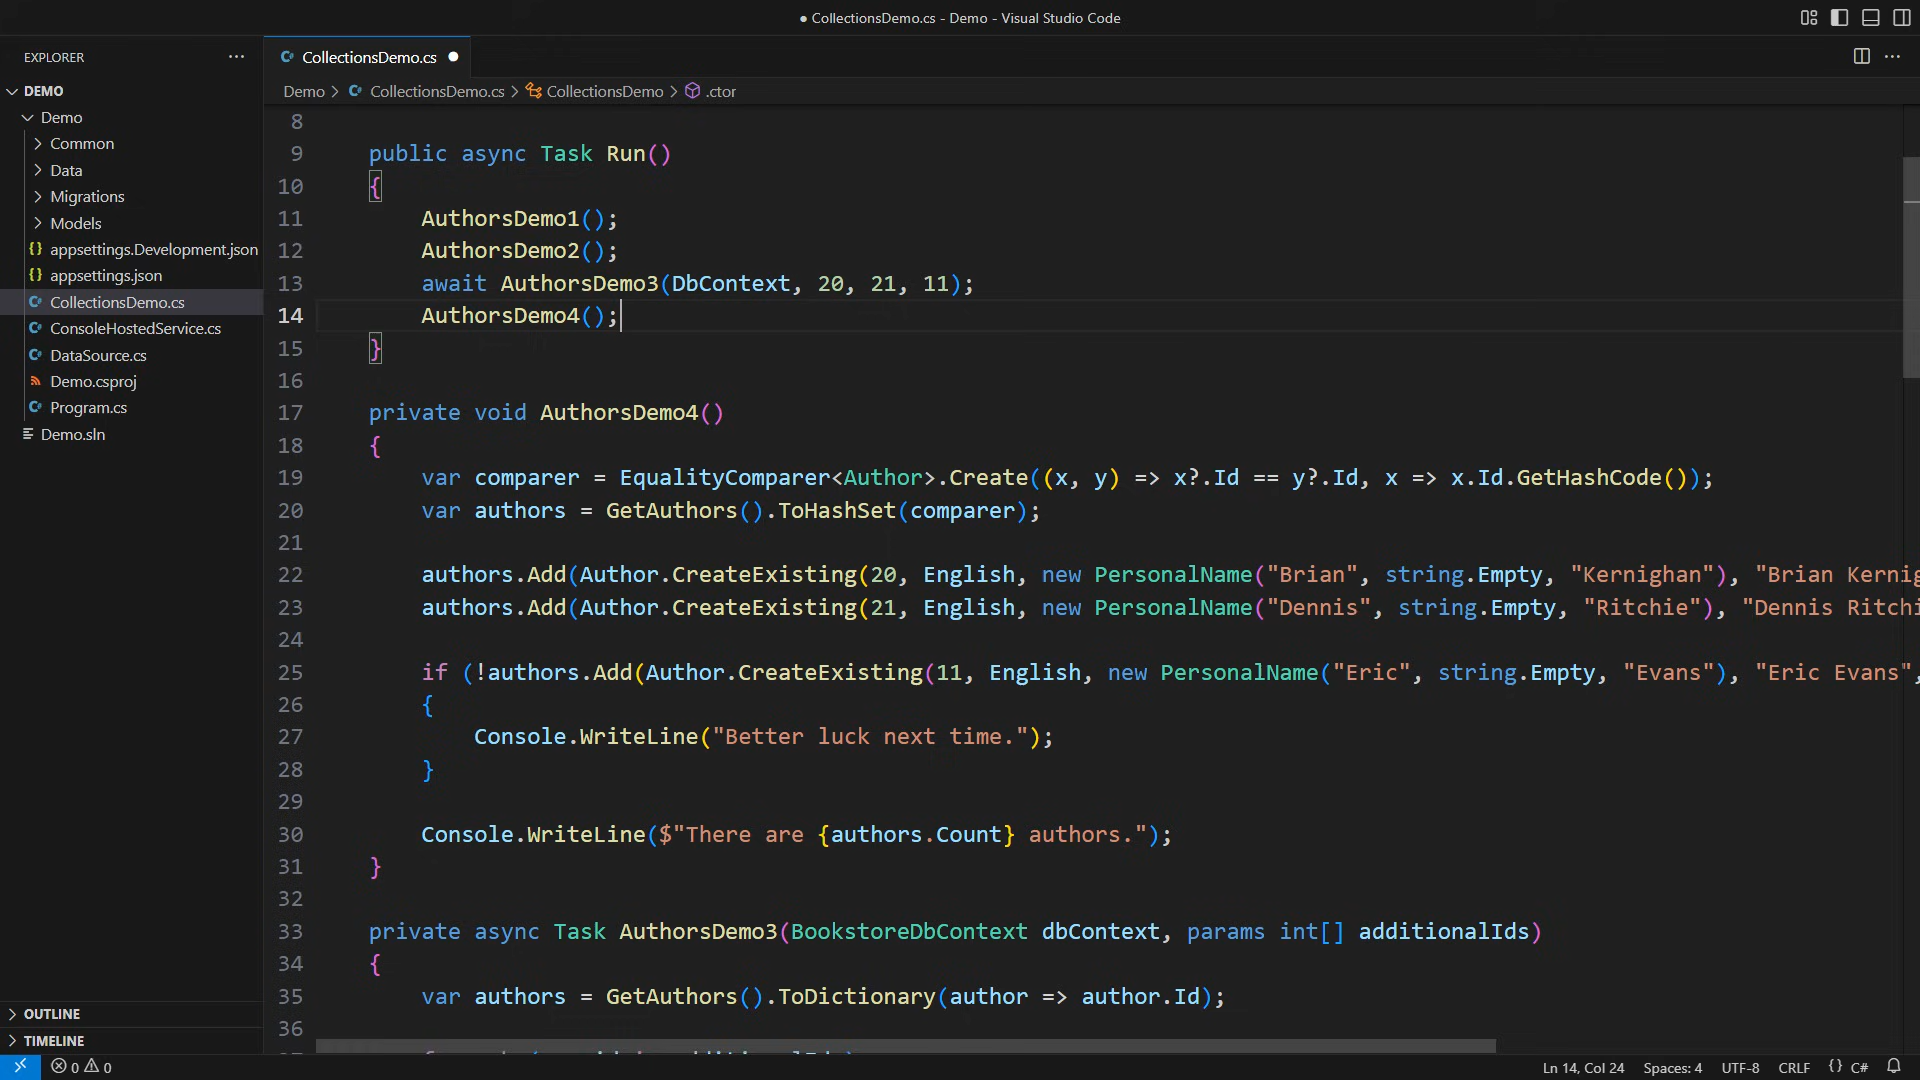 ● CollectionsDemo.cs - Demo - Visual Studio Code
EXPLORER
CollectionsDemo.cs
DEMO
Demo > CollectionsDemo.cs > CollectionsDemo > .ctor
Demo
Common
Data
Migrations
Models
appsettings.Development.json
appsettings.json
CollectionsDemo.cs
ConsoleHostedService.cs
DataSource.cs
Demo.csproj
Program.cs
Demo.sln
OUTLINE
TIMELINE
8
9 public async Task Run()
10 {
11 AuthorsDemo1();
12 AuthorsDemo2();
13 await AuthorsDemo3(DbContext, 20, 21, 11);
14 AuthorsDemo4();
15 }
16
17 private void AuthorsDemo4()
18 {
19 var comparer = EqualityComparer<Author>.Create((x, y) => x?.Id == y?.Id, x => x.Id.GetHashCode());
20 var authors = GetAuthors().ToHashSet(comparer);
21
22 authors.Add(Author.CreateExisting(20, English, new PersonalName("Brian", string.Empty, "Kernighan"), "Brian Kernig
23 authors.Add(Author.CreateExisting(21, English, new PersonalName("Dennis", string.Empty, "Ritchie"), "Dennis Ritchi
24
25 if (!authors.Add(Author.CreateExisting(11, English, new PersonalName("Eric", string.Empty, "Evans"), "Eric Evans",
26 {
27 Console.WriteLine("Better luck next time.");
28 }
29
30 Console.WriteLine($"There are {authors.Count} authors.");
31 }
32
33 private async Task AuthorsDemo3(BookstoreDbContext dbContext, params int[] additionalIds)
34 {
35 var authors = GetAuthors().ToDictionary(author => author.Id);
36
0 0
Ln 14, Col 24 Spaces: 4 UTF-8 CRLF {} C#